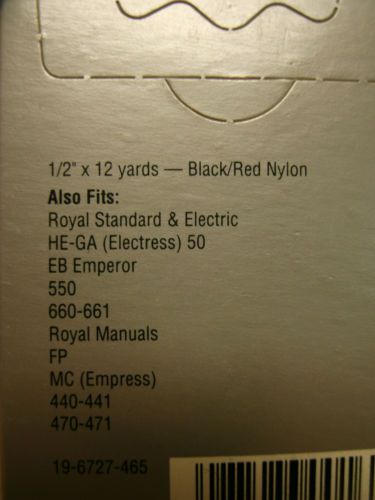 1/2" x 12 yards — Black/Red Nylon
Also Fits:
Royal Standard & Electric
HE-GA (Electress) 50
EB Emperor
550
660-661
Royal Manuals
FP
MC (Empress)
440-441
470-471
19-6727-465